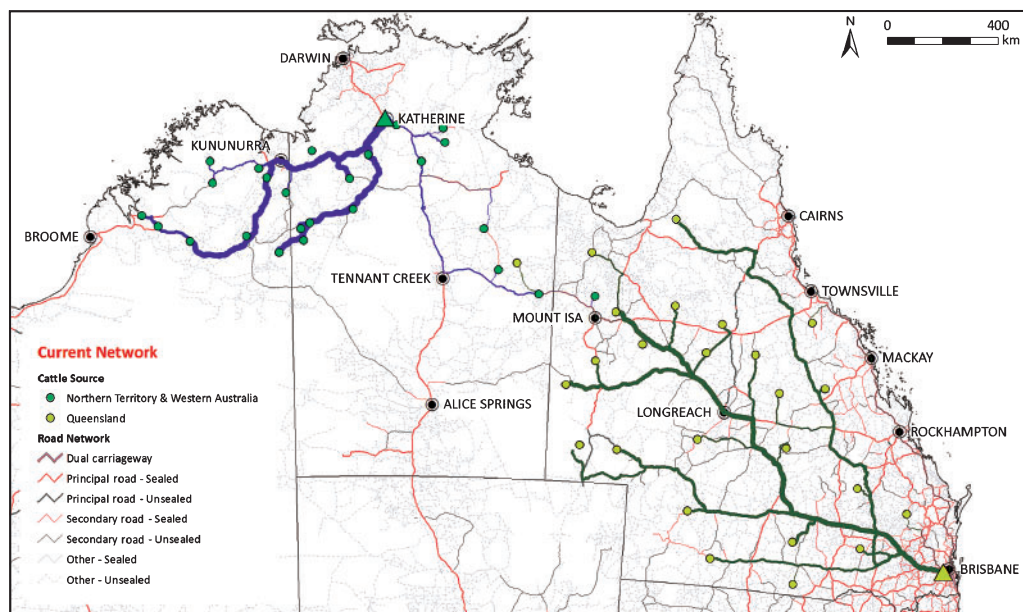 N
0 400
km
DARWIN
KATHERINE
KUNUNURRA
CAIRNS
BROOME
TENNANT CREEK
TOWNSVILLE
MOUNT ISA
MACKAY
Current Network
Cattle Source
Northern Territory & Western Australia
Queensland
Road Network
Dual carriageway
Principal road - Sealed
Principal road - Unsealed
Secondary road - Sealed
Secondary road - Unsealed
Other - Sealed
Other - Unsealed
ALICE SPRINGS
LONGREACH
ROCKHAMPTON
BRISBANE